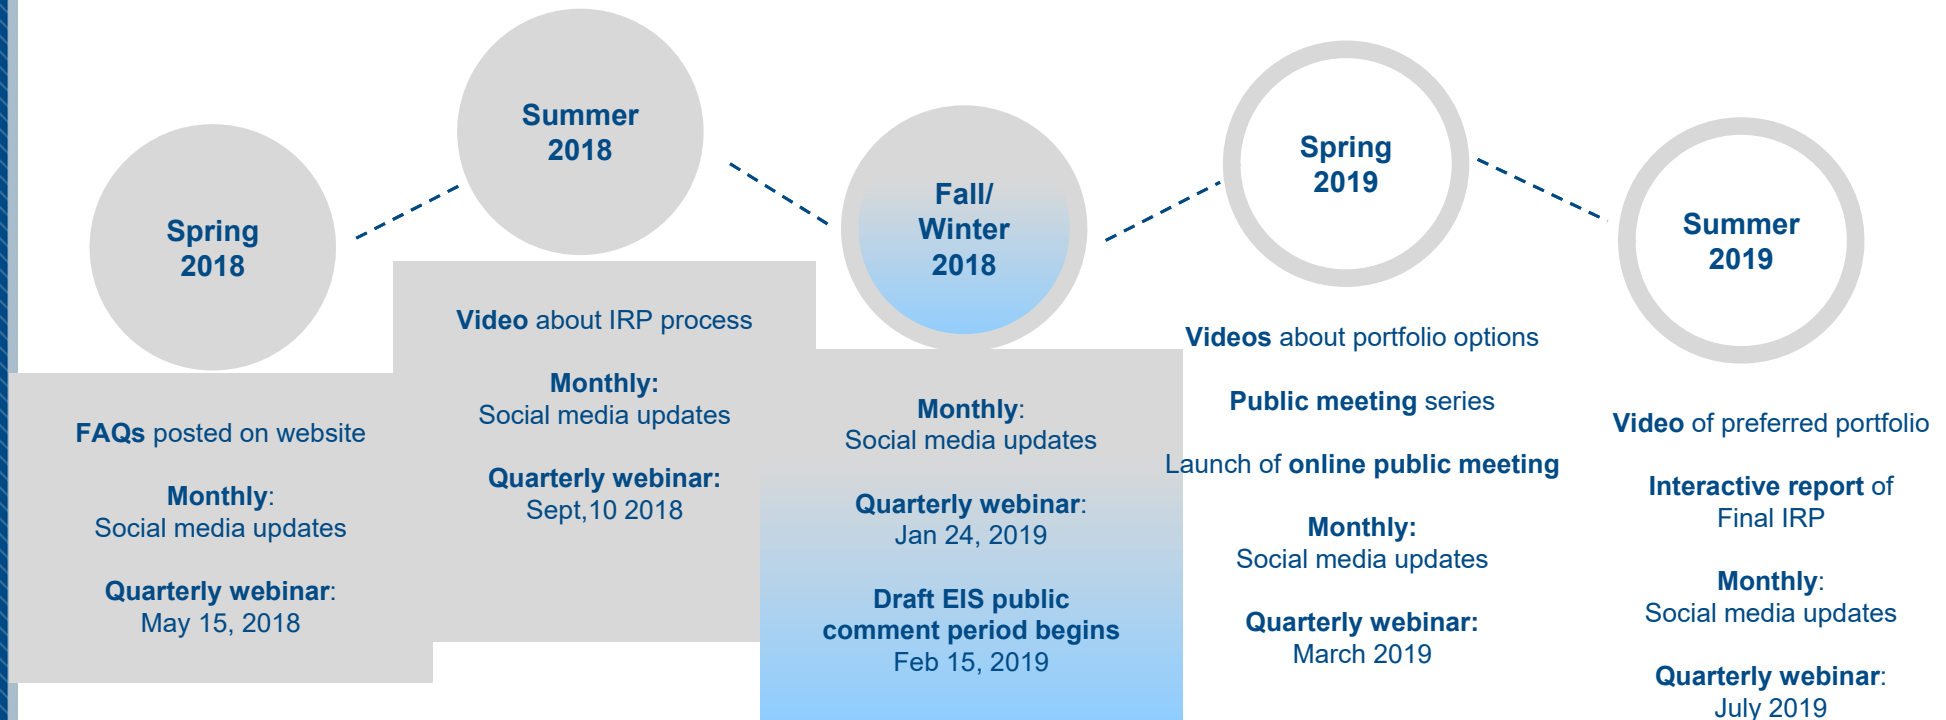 Spring
2018
FAQs posted on website
Monthly:
Social media updates
Quarterly webinar:
May 15, 2018
Summer
2018
Video about IRP process
Monthly:
Social media updates
Quarterly webinar:
Sept,10 2018
Fall/
Winter
2018
Monthly:
Social media updates
Quarterly webinar:
Jan 24, 2019
Draft EIS public
comment period begins
Feb 15, 2019
Spring
2019
Videos about portfolio options
Public meeting series
Launch of online public meeting
Monthly:
Social media updates
Quarterly webinar:
March 2019
Summer
2019
Video of preferred portfolio
Interactive report of
Final IRP
Monthly:
Social media updates
Quarterly webinar:
July 2019